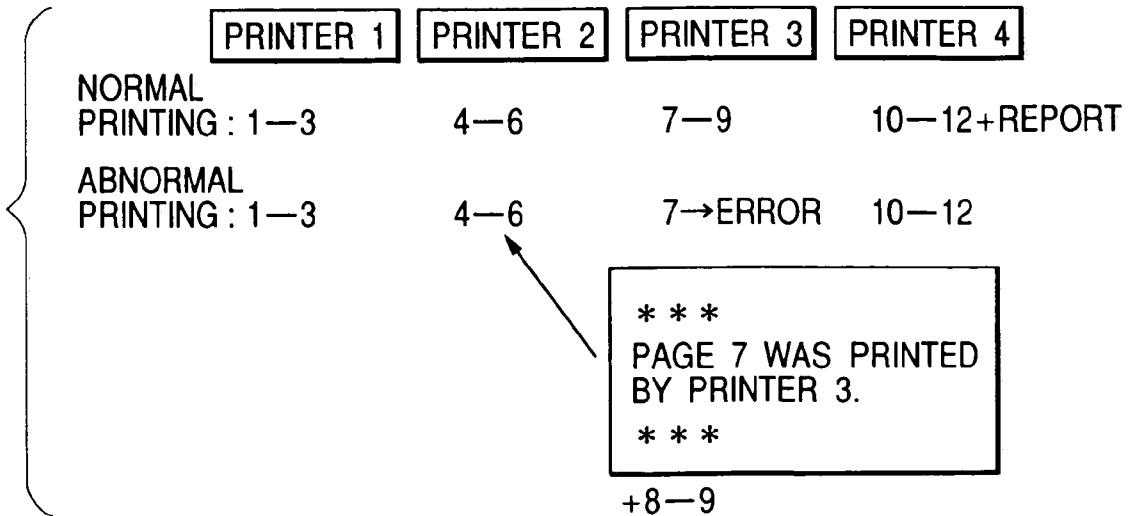 PRINTER 1 PRINTER 2 PRINTER 3 PRINTER 4
NORMAL
PRINTING : 1—3 4—6 7—9 10—12+REPORT
ABNORMAL
PRINTING : 1—3 4—6 7→ERROR 10—12
* * *
PAGE 7 WAS PRINTED
BY PRINTER 3.
* * *
+8—9